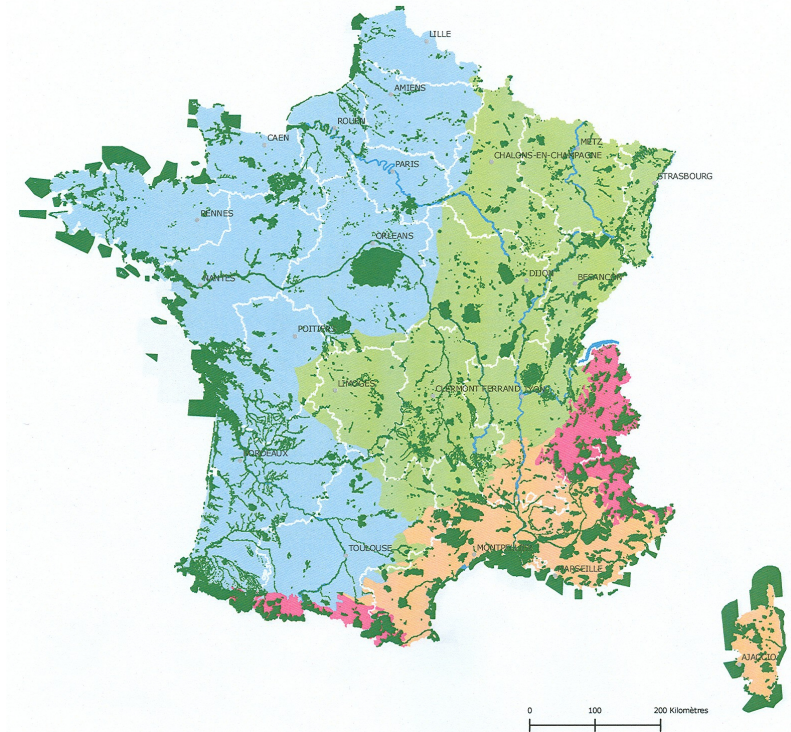 LILLE
AMIENS
ROUEN
CAEN
METZ
CHALONS-EN-CHAMPAGNE
PARIS
STRASBOURG
RENNES
ORLEANS
NANTES
DIJON
BESANCON
POITIERS
LIMOGES
CLERMONT FERRAND
LYON
BORDEAUX
TOULOUSE
MONTPELLIER
MARSEILLE
AJACCIO
0 100 200 Kilomètres